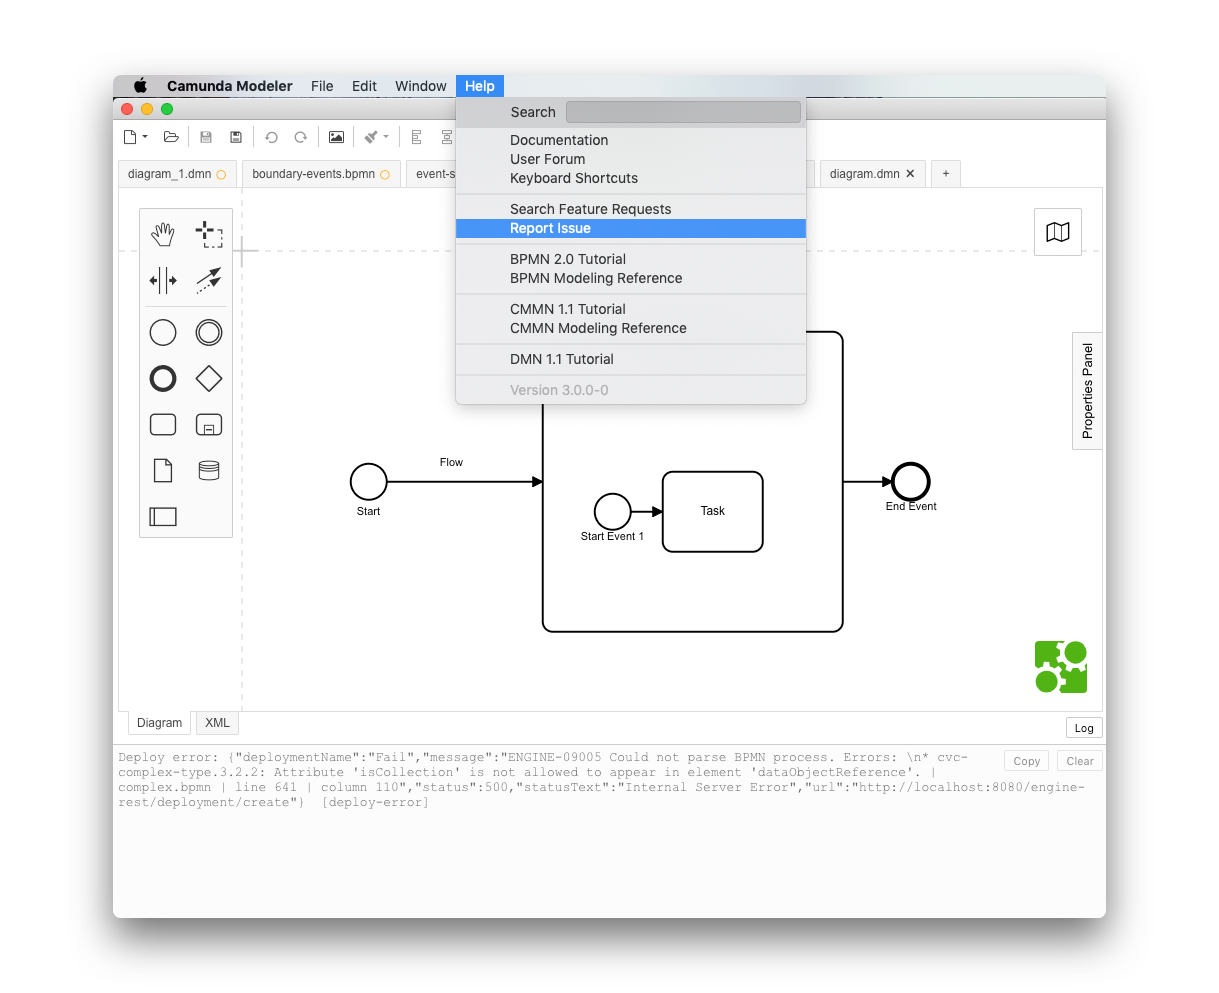 Camunda Modeler File Edit Window Help
Search
Documentation
User Forum
Keyboard Shortcuts
Search Feature Requests
Report Issue
BPMN 2.0 Tutorial
BPMN Modeling Reference
CMMN 1.1 Tutorial
CMMN Modeling Reference
DMN 1.1 Tutorial
Version 3.0.0-0
diagram_1.dmn
boundary-events.bpmn
event-s
diagram.dmn ✕
+
Properties Panel
Flow
Start
Start Event 1
Task
End Event
Diagram XML
Log
Deploy error: {"deploymentName":"Fail","message":"ENGINE-09005 Could not parse BPMN process. Errors: \n* cvc-
complex-type.3.2.2: Attribute 'isCollection' is not allowed to appear in element 'dataObjectReference'. |
complex.bpmn | line 641 | column 110","status":500,"statusText":"Internal Server Error","url":"http://localhost:8080/engine-
rest/deployment/create"} [deploy-error]
Copy Clear